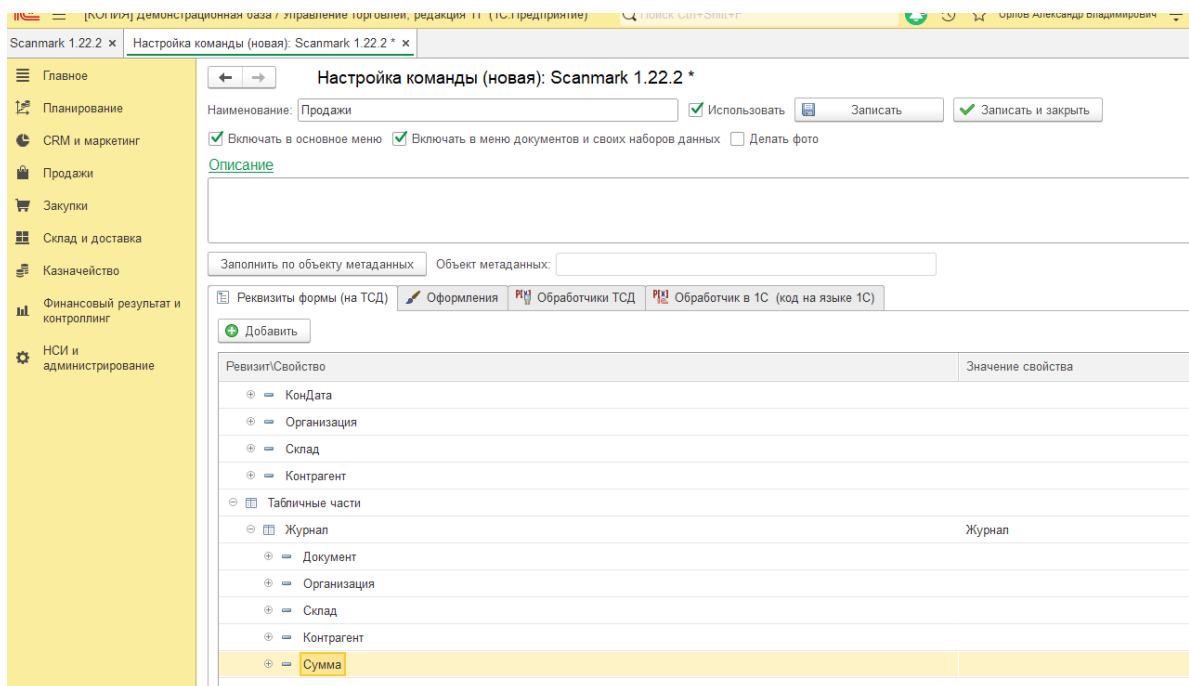 [КОПИЯ] Демонстрационная база / Управление торговлей, редакция 11 (1С:Предприятие)
Поиск Ctrl+Shift+F
Орлов Александр Владимирович
Scanmark 1.22.2 × Настройка команды (новая): Scanmark 1.22.2 * ×
Главное
Планирование
CRM и маркетинг
Продажи
Закупки
Склад и доставка
Казначейство
Финансовый результат и
контроллинг
НСИ и
администрирование
Настройка команды (новая): Scanmark 1.22.2 *
Наименование: Продажи Использовать Записать Записать и закрыть
Включать в основное меню Включать в меню документов и своих наборов данных Делать фото
Описание
Заполнить по объекту метаданных Объект метаданных:
Реквизиты формы (на ТСД) Оформления Обработчики ТСД Обработчик в 1С (код на языке 1С)
Добавить
Ревизит\Свойство Значение свойства
КонДата
Организация
Склад
Контрагент
Табличные части
Журнал Журнал
Документ
Организация
Склад
Контрагент
Сумма